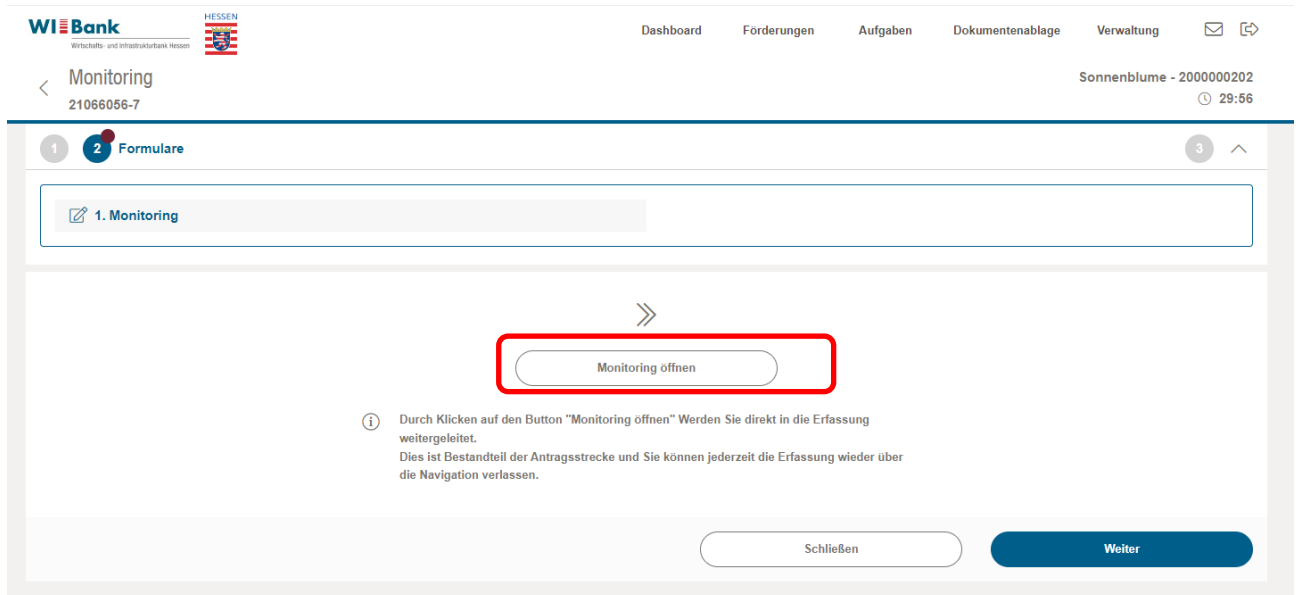 WIBank
Wirtschafts- und Infrastrukturbank Hessen
HESSEN
Dashboard Förderungen Aufgaben Dokumentenablage Verwaltung
Monitoring
21066056-7
Sonnenblume - 2000000202
29:56
1 2 Formulare 3
1. Monitoring
Monitoring öffnen
Durch Klicken auf den Button "Monitoring öffnen" Werden Sie direkt in die Erfassung
weitergeleitet.
Dies ist Bestandteil der Antragsstrecke und Sie können jederzeit die Erfassung wieder über
die Navigation verlassen.
Schließen Weiter